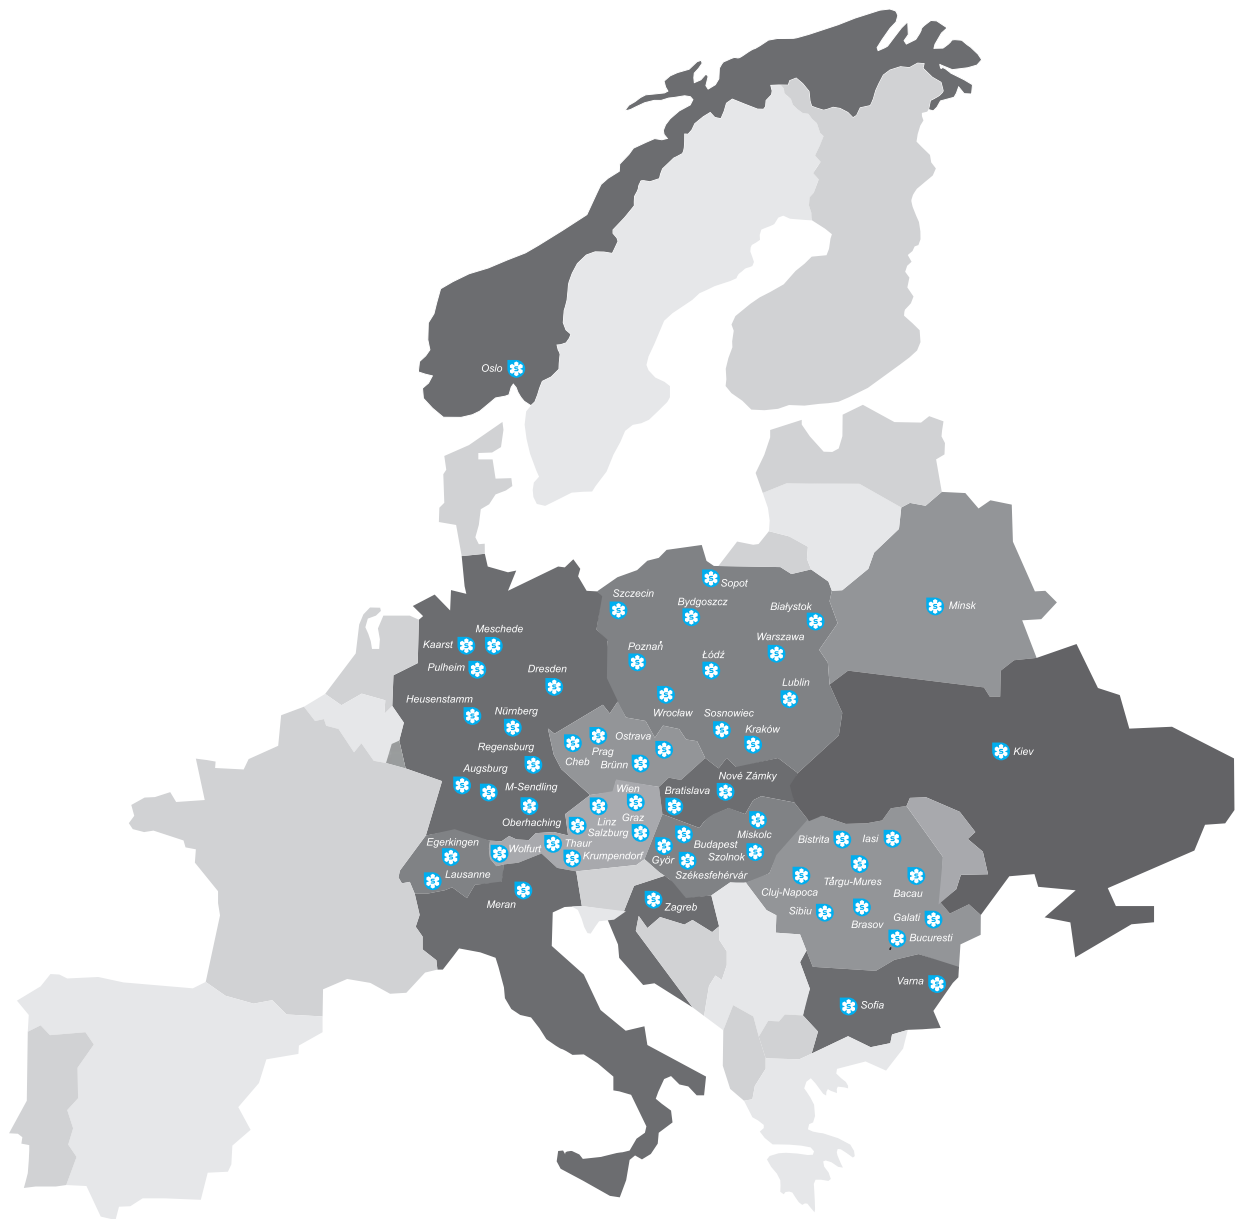 Oslo
Sopot
Szczecin
Bydgoszcz
Białystok
Minsk
Meschede
Kaarst
Warszawa
Poznań
Łódź
Pulheim
Dresden
Lublin
Heusenstamm
Nürnberg
Wrocław
Sosnowiec
Kraków
Ostrava
Regensburg
Prag
Cheb
Brünn
Kiev
Augsburg
Nové Zámky
M-Sendling
Wien
Bratislava
Oberhaching
Linz
Graz
Salzburg
Miskolc
Egerkingen
Wolfurt
Thaur
Krumpendorf
Budapest
Győr
Szolnok
Székesfehérvár
Bistrita
Iasi
Lausanne
Târgu-Mures
Cluj-Napoca
Bacau
Meran
Zagreb
Sibiu
Brasov
Galati
Bucuresti
Varna
Sofia